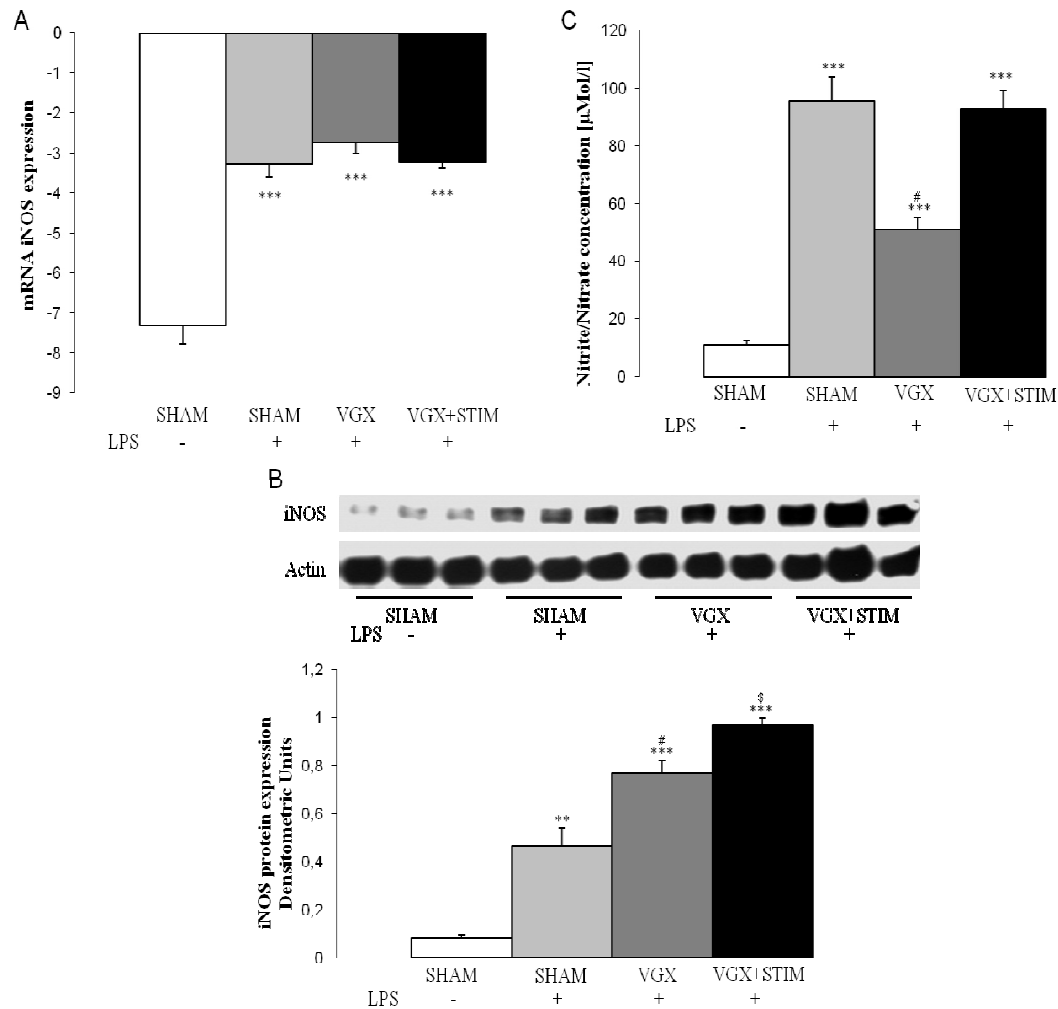 A
0
-1
-2
-3
-4
-5
-6
-7
-8
-9
mRNA iNOS expression
***
***
***
SHAM SHAM VGX VGX+STIM
LPS - + + +
C
120
100
80
60
40
20
0
Nitrite/Nitrate concentration [µMol/l]
***
#
***
***
SHAM SHAM VGX VGX+STIM
LPS - + + +
B
iNOS
Actin
SHAM SHAM VGX VGX+STIM
LPS - + + +
1,2
1
0,8
0,6
0,4
0,2
0
iNOS protein expression
Densitometric Units
**
#
***
$
***
SHAM SHAM VGX VGX+STIM
LPS - + + +